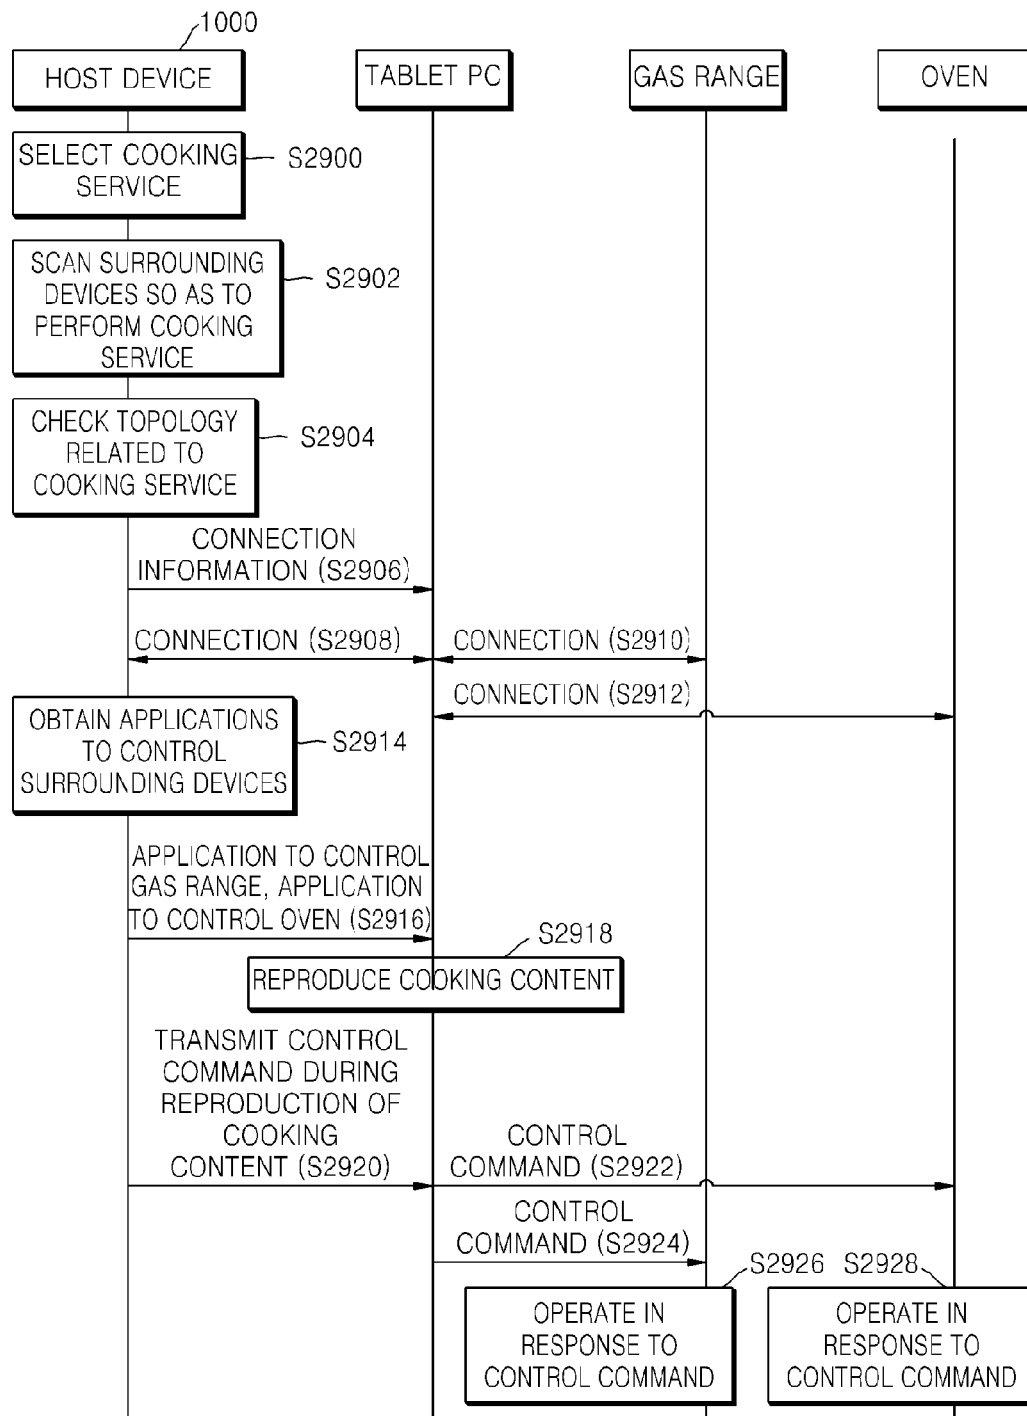 1000
HOST DEVICE
TABLET PC
GAS RANGE
OVEN
SELECT COOKING
SERVICE
S2900
SCAN SURROUNDING
DEVICES SO AS TO
PERFORM COOKING
SERVICE
S2902
CHECK TOPOLOGY
RELATED TO
COOKING SERVICE
S2904
CONNECTION
INFORMATION (S2906)
CONNECTION (S2908)
CONNECTION (S2910)
CONNECTION (S2912)
OBTAIN APPLICATIONS
TO CONTROL
SURROUNDING DEVICES
S2914
APPLICATION TO CONTROL
GAS RANGE, APPLICATION
TO CONTROL OVEN (S2916)
S2918
REPRODUCE COOKING CONTENT
TRANSMIT CONTROL
COMMAND DURING
REPRODUCTION OF
COOKING
CONTENT (S2920)
CONTROL
COMMAND (S2922)
CONTROL
COMMAND (S2924)
S2926
S2928
OPERATE IN
RESPONSE TO
CONTROL COMMAND
OPERATE IN
RESPONSE TO
CONTROL COMMAND